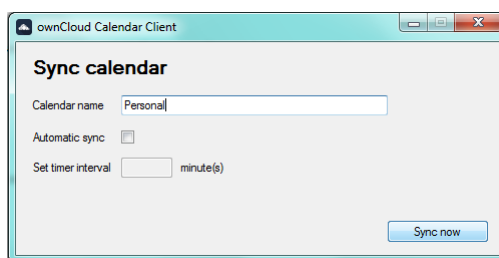 ownCloud Calendar Client
Sync calendar
Calendar name Personal
Automatic sync
Set timer interval minute(s)
Sync now